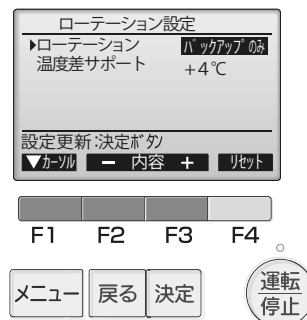 ローテーション設定
▶ローテーション バックアップのみ
温度差サポート +4℃
設定更新:決定ボタン
▼カーソル − 内容 + リセット
F1 F2 F3 F4
メニュー 戻る 決定 運転
停止